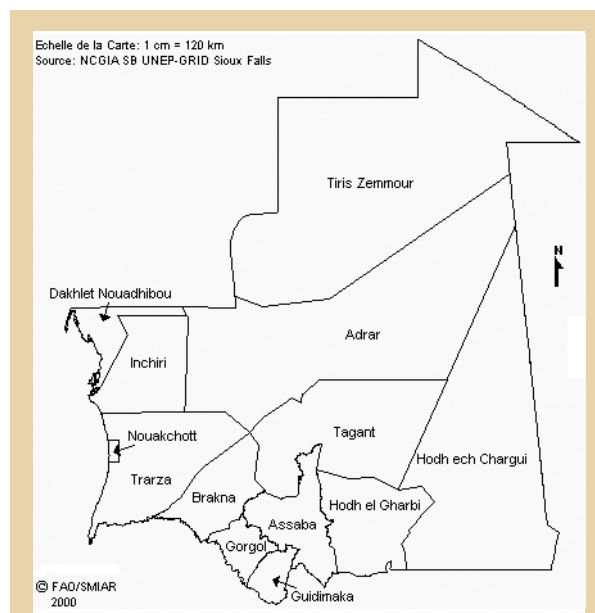 Echelle de la Carte: 1 cm = 120 km
Source: NCGIA SB UNEP-GRID Sioux Falls
Tiris Zemmour
N
Dakhlet Nouadhibou
Adrar
Inchiri
Nouakchott
Tagant
Hodh ech Chargui
Trarza
Brakna
Hodh el Gharbi
Assaba
Gorgol
Guidimaka
© FAO/SMIAR
2000